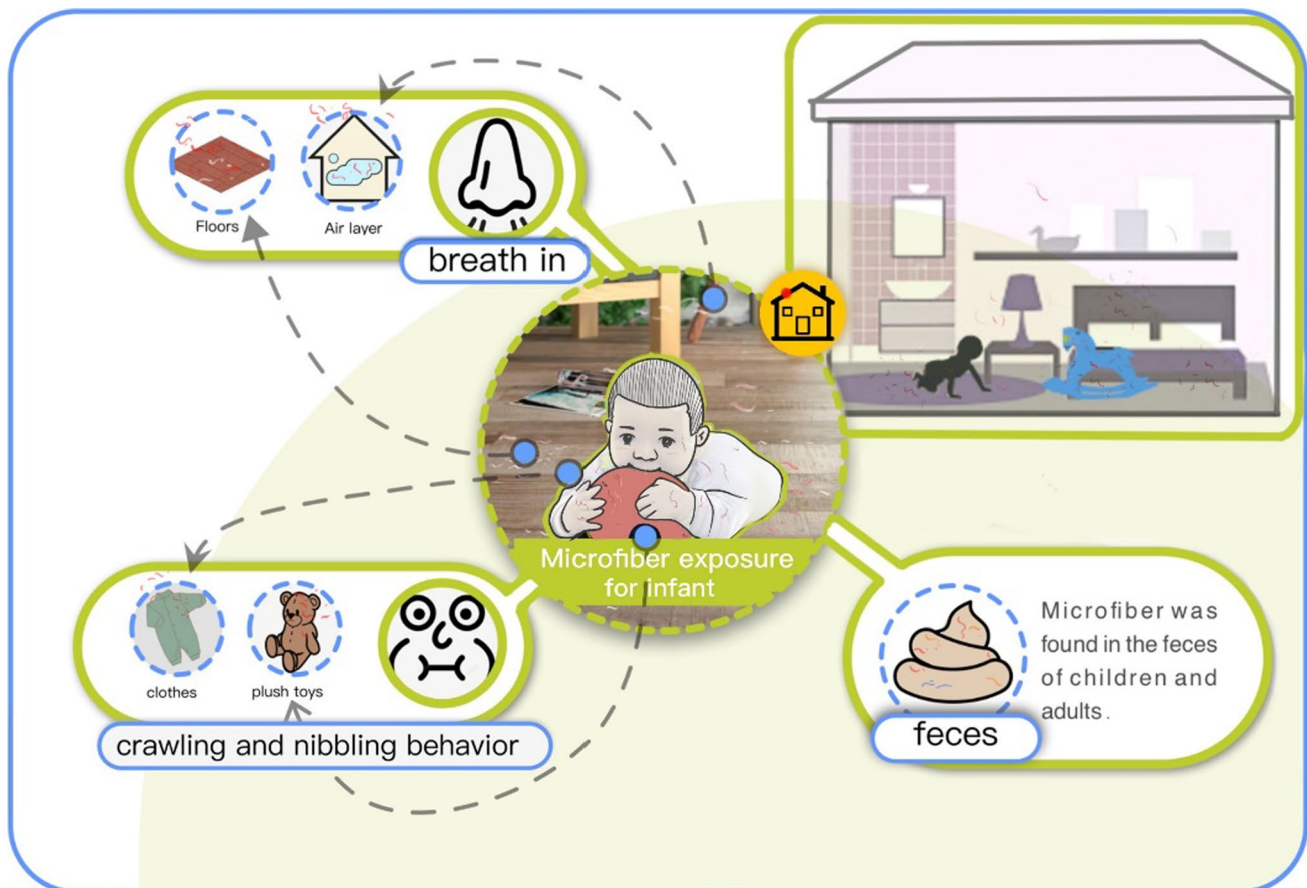 Floors
Air layer
breath in
Microfiber exposure
for infant
clothes
plush toys
crawling and nibbling behavior
Microfiber was
found in the feces
of children and
adults.
feces